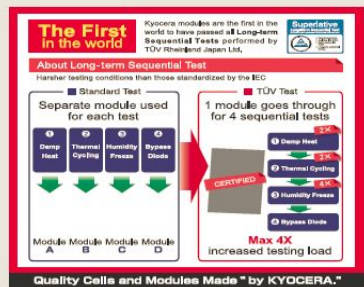 The First
in the world
Kyocera modules are the first in the
world to have passed all Long-term
Sequential Tests performed by
TÜV Rheinland Japan Ltd,
Superlative
About Long-term Sequential Test
Harsher testing conditions than those standardized by the IEC
Standard Test
Separate module used
for each test
1
Damp
Heat
2
Thermal
Cycling
3
Humidity
Freeze
4
Bypass
Diode
Module
A
Module
B
Module
C
Module
D
TÜV Test
1 module goes through
for 4 sequential tests
CERTIFIED
2X
1 Damp Heat
2X
2 Thermal Cycling
4X
3 Humidity Freeze
4 Bypass Diode
Max 4X
increased testing load
Quality Cells and Modules Made "by KYOCERA."